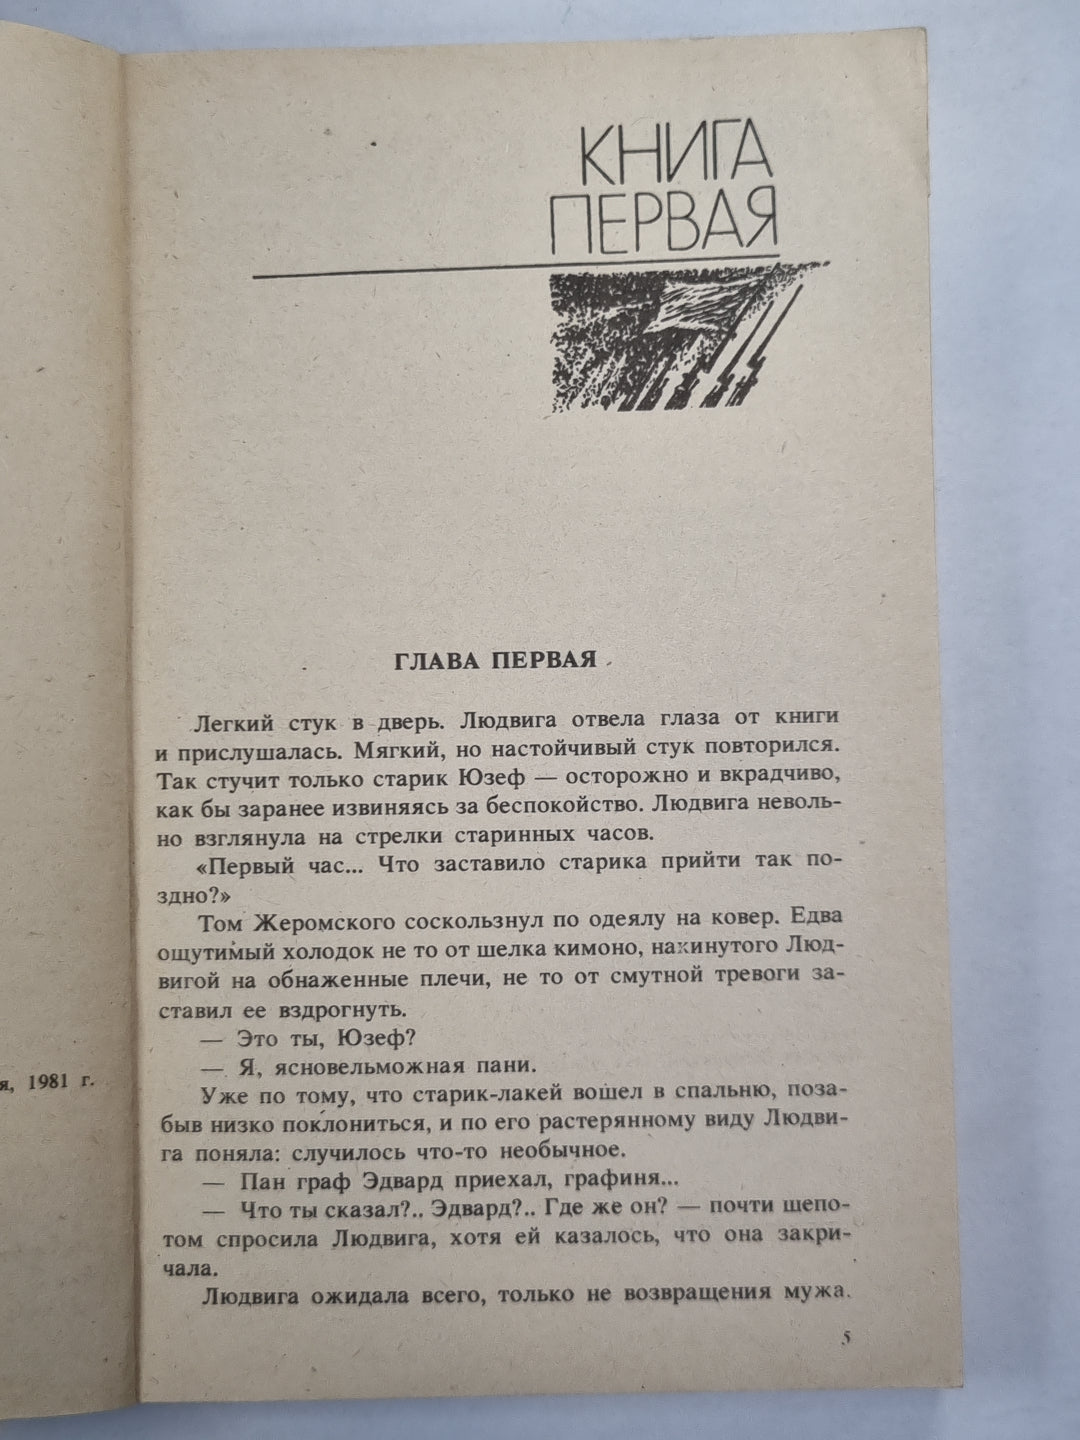 я, 1981 г.
КНИГА
ПЕРВАЯ
ГЛАВА ПЕРВАЯ
Легкий стук в дверь. Людвига отвела глаза от книги
и прислушалась. Мягкий, но настойчивый стук повторился.
Так стучит только старик Юзеф — осторожно и вкрадчиво,
как бы заранее извиняясь за беспокойство. Людвига неволь-
но взглянула на стрелки старинных часов.
«Первый час... Что заставило старика прийти так по-
здно?»
Том Жеромского соскользнул по одеялу на ковер. Едва
ощутимый холодок не то от шелка кимоно, накинутого Люд-
вигой на обнаженные плечи, не то от смутной тревоги за-
ставил ее вздрогнуть.
— Это ты, Юзеф?
— Я, ясновельможная пани.
Уже по тому, что старик-лакей вошел в спальню, поза-
быв низко поклониться, и по его растерянному виду Людви-
га поняла: случилось что-то необычное.
— Пан граф Эдвард приехал, графиня...
— Что ты сказал?.. Эдвард?.. Где же он? — почти шепо-
том спросила Людвига, хотя ей казалось, что она закри-
чала.
Людвига ожидала всего, только не возвращения мужа.
5